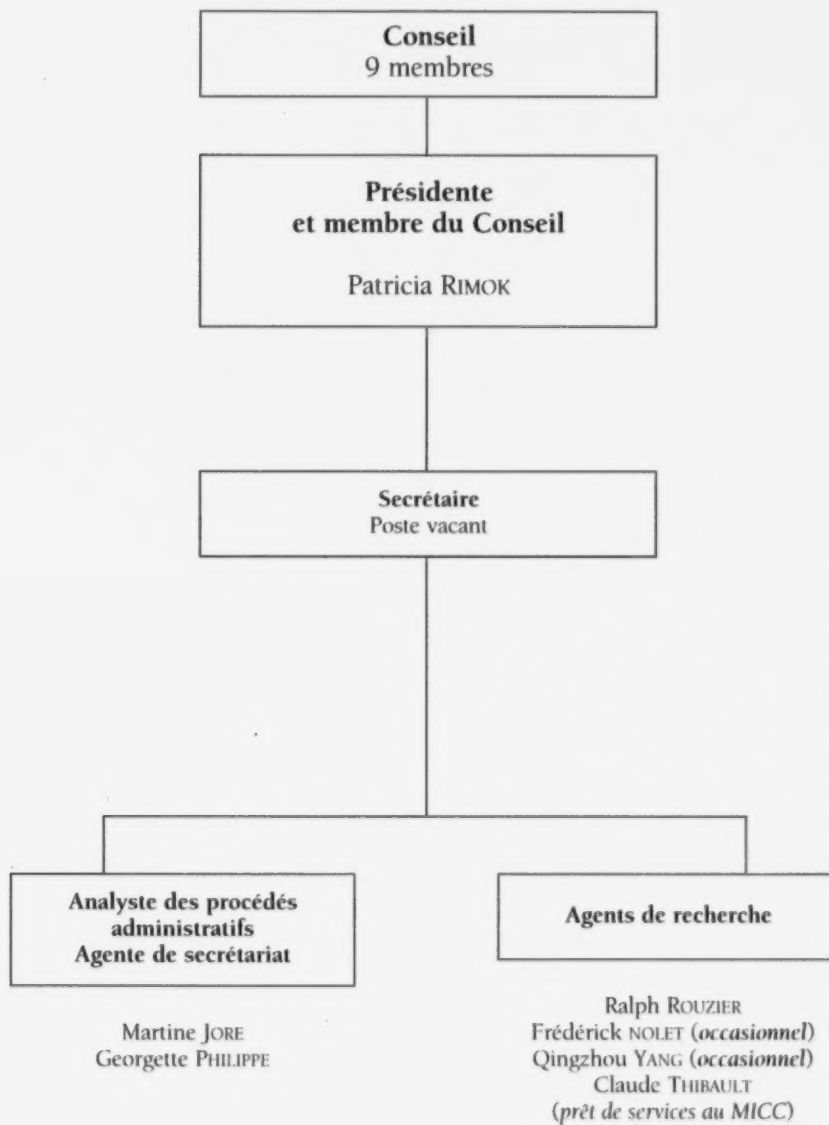 Conseil
9 membres
Présidente
et membre du Conseil
Patricia RIMOK
Secrétaire
Poste vacant
Analyste des procédés
administratifs
Agente de secrétariat
Martine JORE
Georgette PHILIPPE
Agents de recherche
Ralph ROUZIER
Frédérick NOLET (occasionnel)
Qingzhou YANG (occasionnel)
Claude THIBAULT
(prêt de services au MICC)